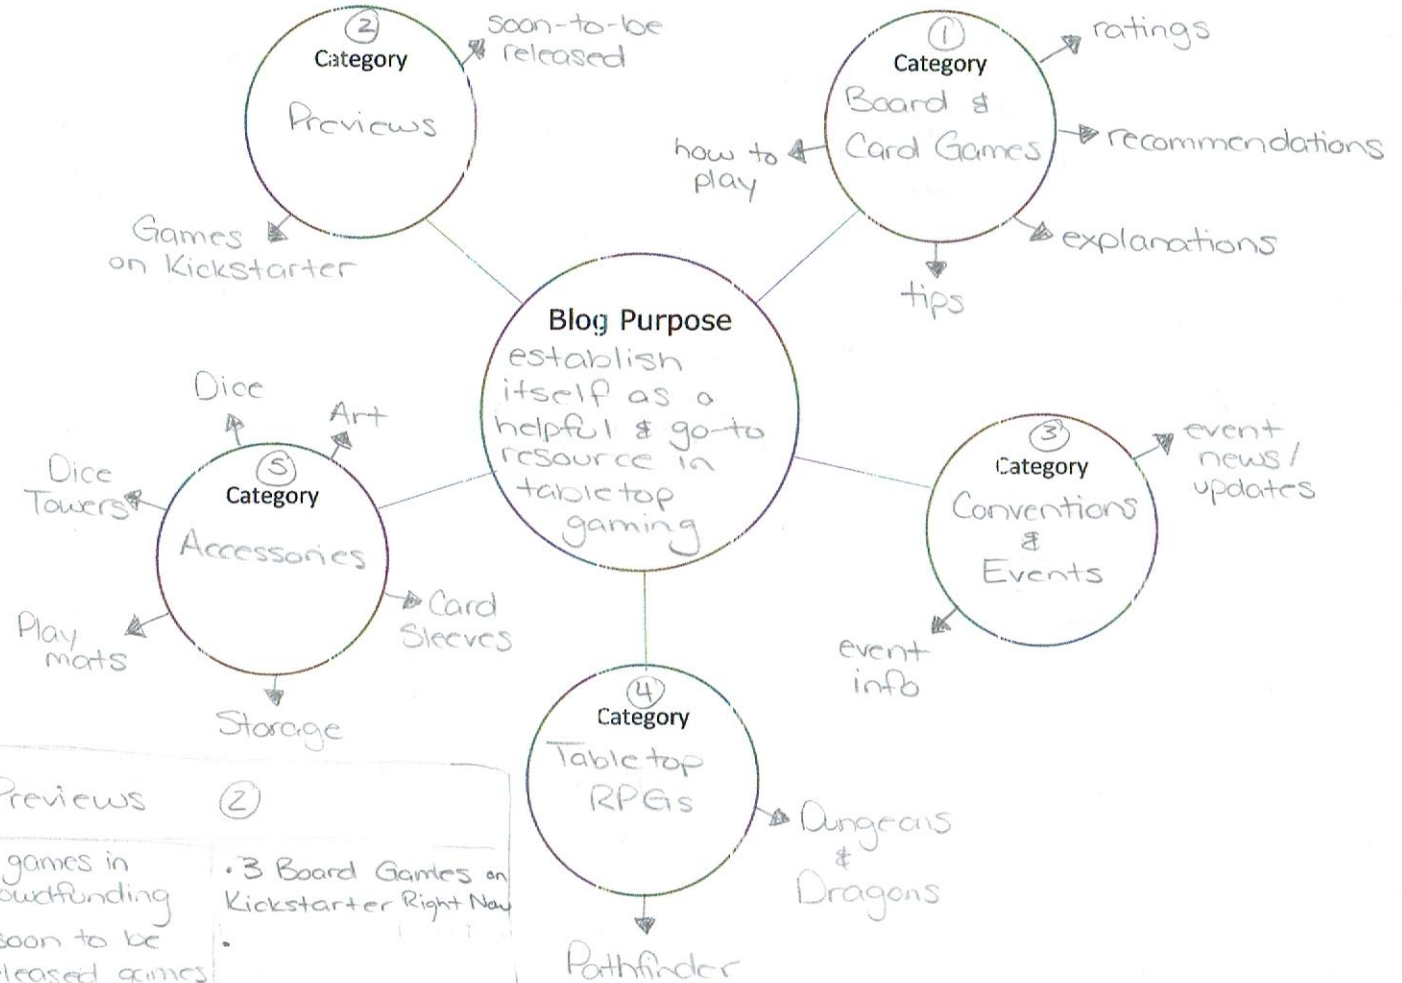 ②
Category
Previews
soon-to-be
released
Games
on Kickstarter
①
Category
Board &
Card Games
ratings
recommendations
explanations
tips
how to
play
Blog Purpose
establish
itself as a
helpful & go-to
resource in
tabletop
gaming
③
Category
Conventions
&
Events
event
news/
updates
event
info
⑤
Category
Accessories
Dice
Art
Dice
Towers
Play
mats
Storage
Card
Sleeves
④
Category
Tabletop
RPGs
Dungeons
&
Dragons
Pathfinder
Previews ②
games in
owdfunding
soon to be
leased games
· 3 Board Games on
Kickstarter Right Now
·